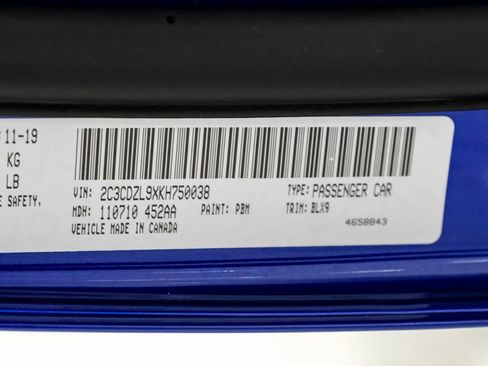 11-19
KG
LB
E SAFETY,
VIN: 2C3CDZL9XKH750038 TYPE: PASSENGER CAR
MDH: 110710 452AA PAINT: PBM TRIM: BLX9
VEHICLE MADE IN CANADA 4658843